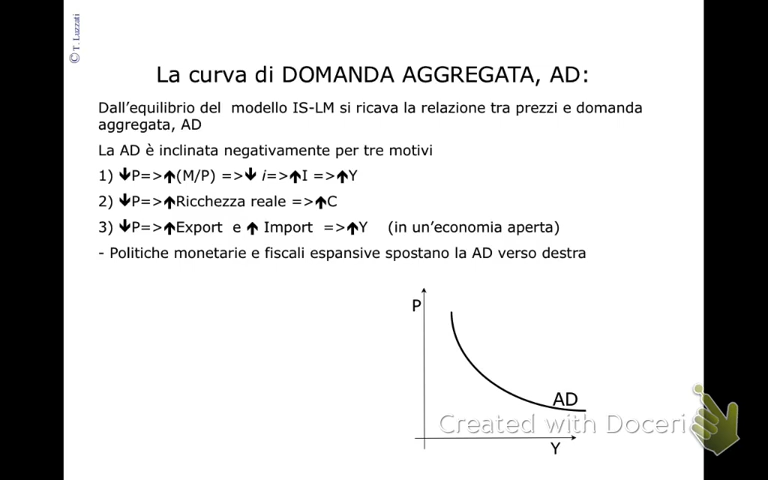 © T. Luzzati
La curva di DOMANDA AGGREGATA, AD:
Dall'equilibrio del modello IS-LM si ricava la relazione tra prezzi e domanda
aggregata, AD
La AD è inclinata negativamente per tre motivi
1) 🡇P=>🡅(M/P) =>🡇 i=>🡅I =>🡅Y
2) 🡇P=>🡅Ricchezza reale =>🡅C
3) 🡇P=>🡅Export e 🡅 Import =>🡅Y (in un'economia aperta)
- Politiche monetarie e fiscali espansive spostano la AD verso destra
P
AD
Created with Doceri
Y